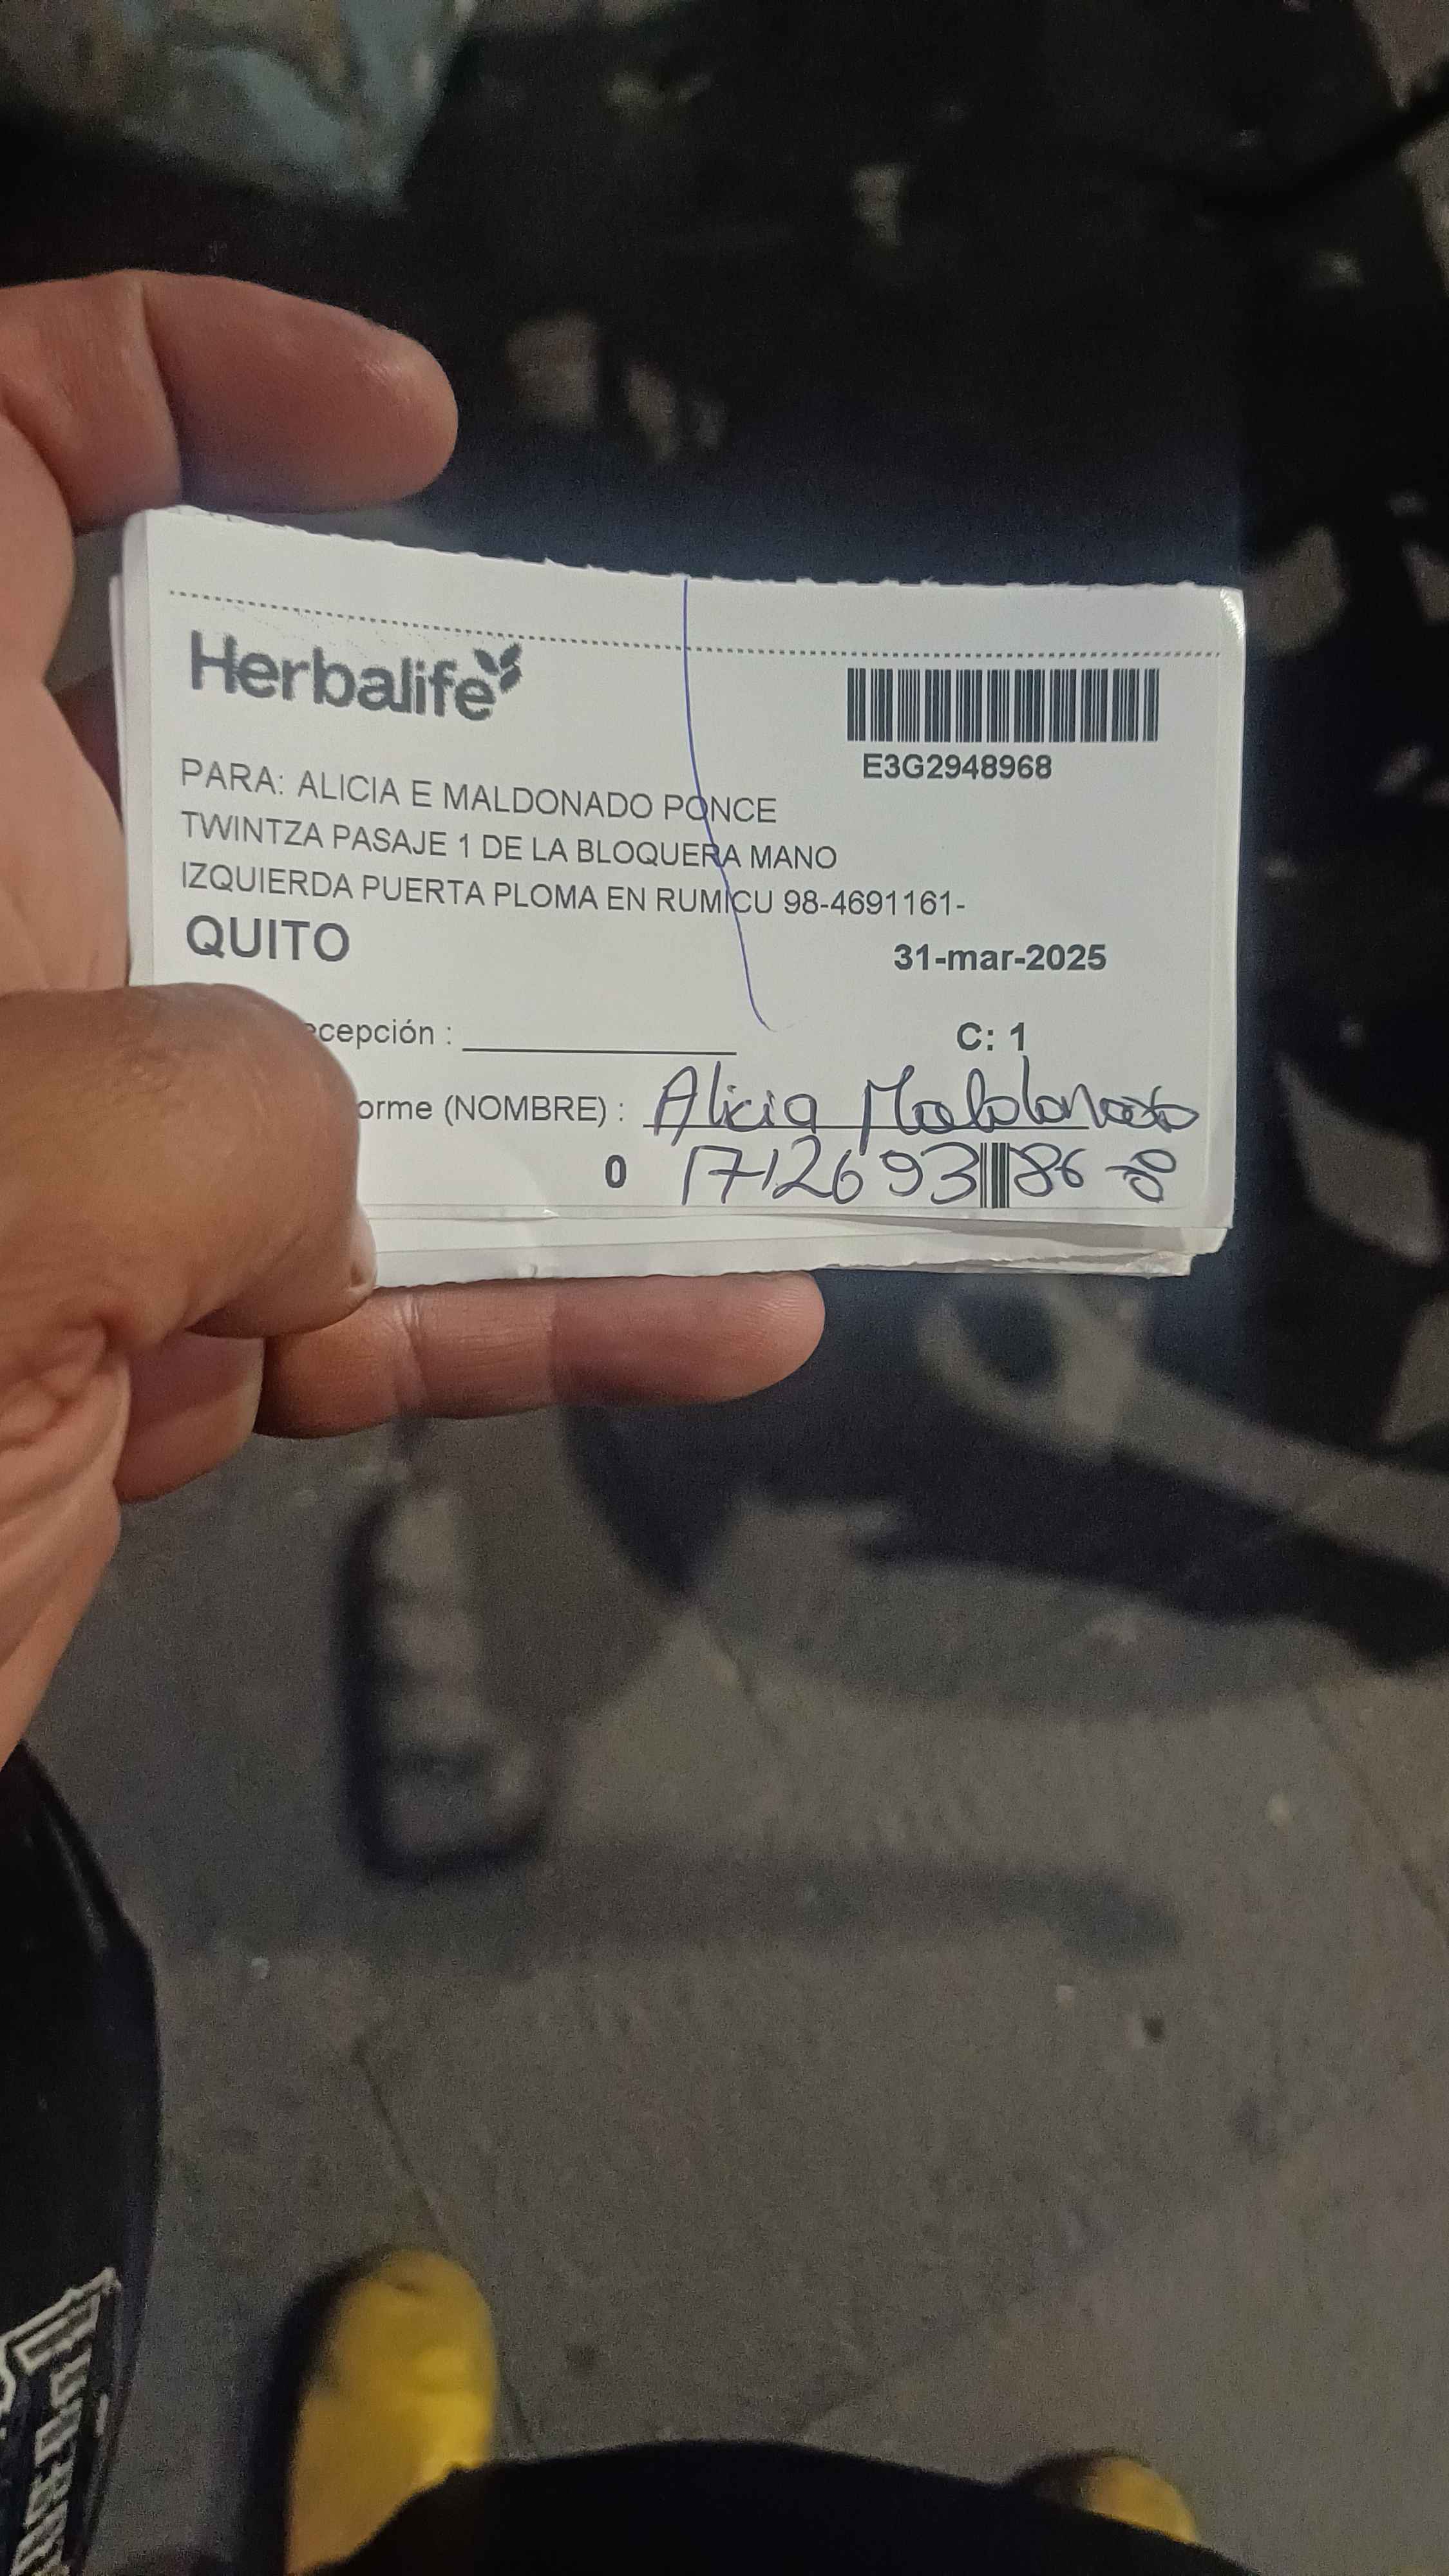 Herbalife
E3G2948968
PARA: ALICIA E MALDONADO PONCE
TWINTZA PASAJE 1 DE LA BLOQUERA MANO
IZQUIERDA PUERTA PLOMA EN RUMICU 98-4691161-
QUITO
31-mar-2025
ecepción :
C: 1
orme (NOMBRE) : Alicia Maldonado
0 171269386